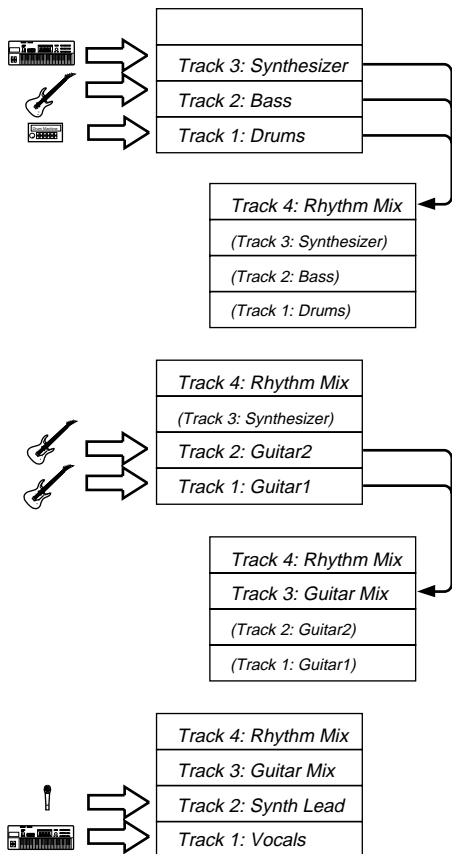 Track 3: Synthesizer
Track 2: Bass
Track 1: Drums
Track 4: Rhythm Mix
(Track 3: Synthesizer)
(Track 2: Bass)
(Track 1: Drums)
Track 4: Rhythm Mix
(Track 3: Synthesizer)
Track 2: Guitar2
Track 1: Guitar1
Track 4: Rhythm Mix
Track 3: Guitar Mix
(Track 2: Guitar2)
(Track 1: Guitar1)
Track 4: Rhythm Mix
Track 3: Guitar Mix
Track 2: Synth Lead
Track 1: Vocals